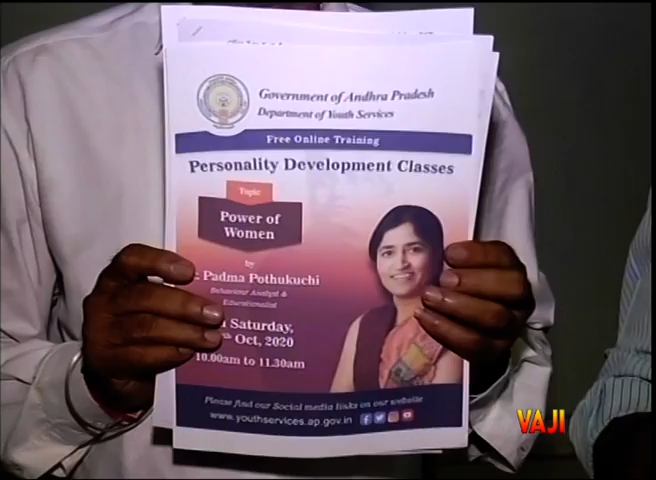 Government of Andhra Pradesh
Department of Youth Services
Free Online Training
Personality Development Classes
Topic
Power of
Women
by
Padma Pothukuchi
Behaviour Analyst &
Educationalist
Saturday,
Oct, 2020
10.00am to 11.30am
Please find our Social media links on our website
www.youthservices.ap.gov.in
VAJI